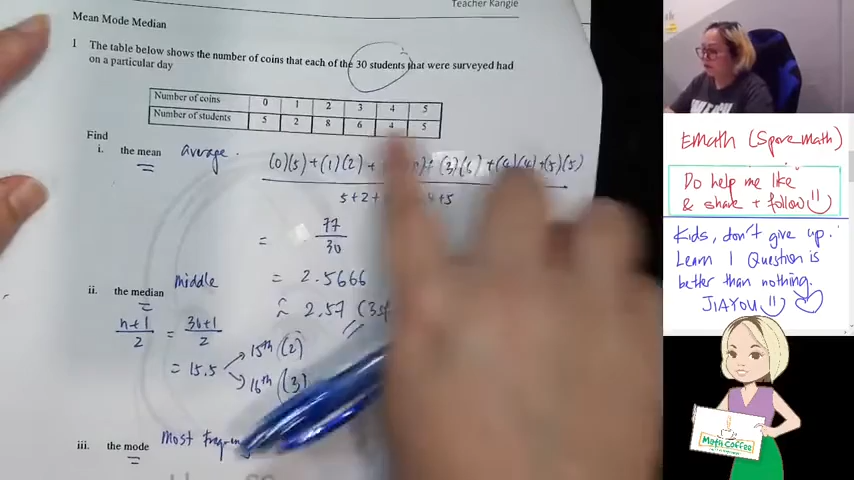 Teacher Kangie
Mean Mode Median
1 The table below shows the number of coins that each of the 30 students that were surveyed had
on a particular day
Number of coins 0 1 2 3 4 5
Number of students 5 2 8 6 4 5
Find
i. the mean average.
(0)(5)+(1)(2)+ + (3)(6)+(4)(4)+(5)(5)
5+2+ 4+5
= 77/30
= 2.5666
≈ 2.57 (3sf
ii. the median middle
n+1/2 = 30+1/2
= 15.5
15th (2)
16th (3)
iii. the mode Most
Emath (Spore math)
Do help me like
& share + follow
Kids, don't give up.
Learn 1 Question is
better than nothing.
JIAYOU
Math Coffee